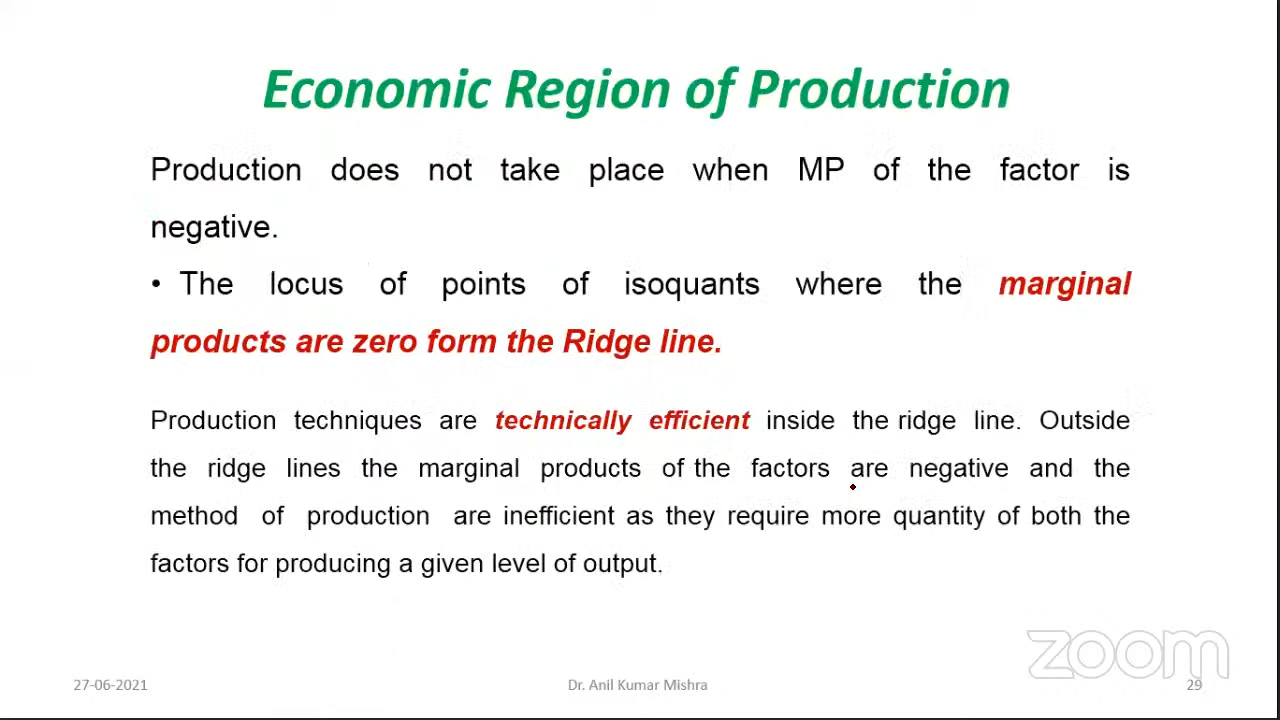 Economic Region of Production
Production does not take place when MP of the factor is
negative.
• The locus of points of isoquants where the marginal
products are zero form the Ridge line.
Production techniques are technically efficient inside the ridge line. Outside
the ridge lines the marginal products of the factors are negative and the
method of production are inefficient as they require more quantity of both the
factors for producing a given level of output.
zoom
27-06-2021 Dr. Anil Kumar Mishra 29